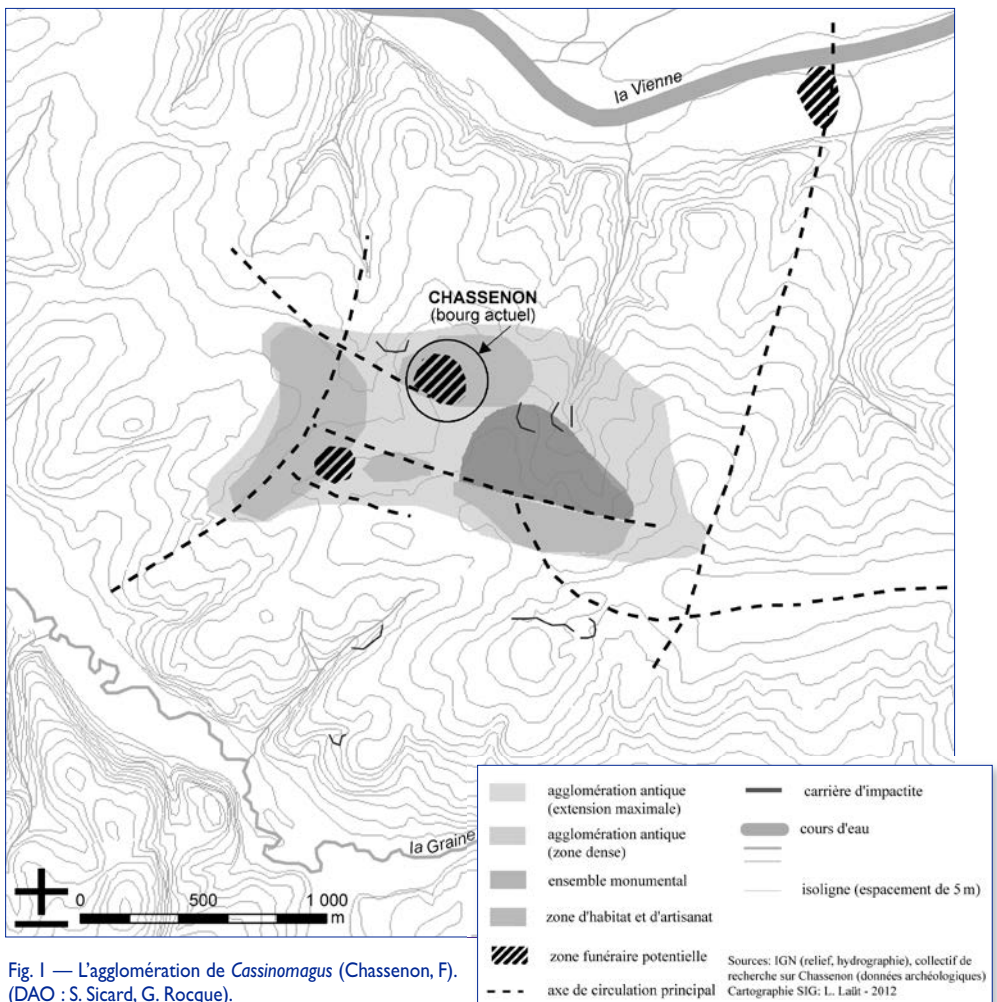 la Vienne
CHASSENON
(bourg actuel)
la Graine
0 500 1 000
m
agglomération antique
(extension maximale)
agglomération antique
(zone dense)
ensemble monumental
zone d'habitat et d'artisanat
zone funéraire potentielle
axe de circulation principal
carrière d'impactite
cours d'eau
isoligne (espacement de 5 m)
Sources: IGN (relief, hydrographie), collectif de
recherche sur Chassenon (données archéologiques)
Cartographie SIG: L. Laüt - 2012
Fig. 1 — L'agglomération de Cassinomagus (Chassenon, F).
(DAO : S. Sicard, G. Rocque).